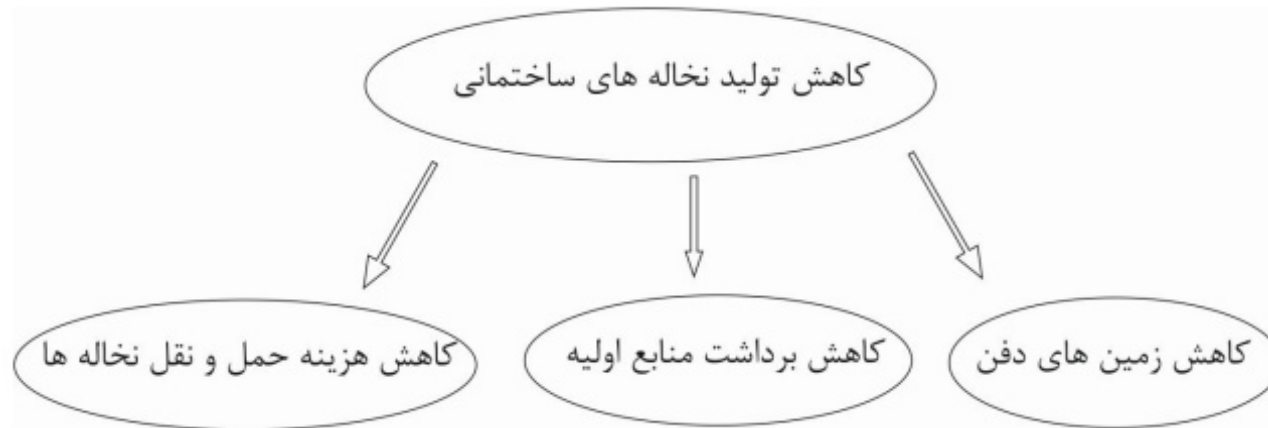 کاهش تولید نخاله های ساختمانی
کاهش زمین های دفن
کاهش برداشت منابع اولیه
کاهش هزینه حمل و نقل نخاله ها